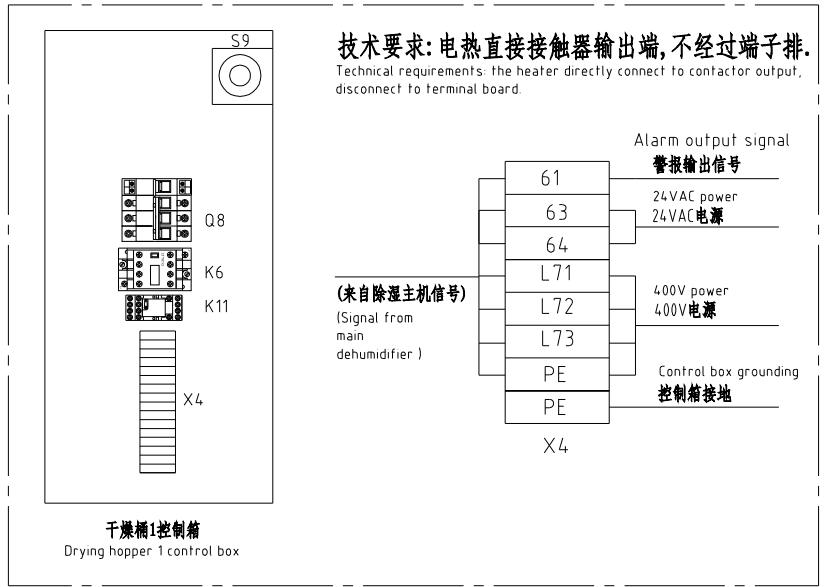 S9
Q8
K6
K11
X4
干燥桶1控制箱
Drying hopper 1 control box
技术要求: 电热直接接触器输出端, 不经过端子排.
Technical requirements: the heater directly connect to contactor output,
disconnect to terminal board.
(来自除湿主机信号)
(Signal from
main
dehumidifier )
61
63
64
L71
L72
L73
PE
PE
X4
Alarm output signal
警报输出信号
24VAC power
24VAC电源
400V power
400V电源
Control box grounding
控制箱接地